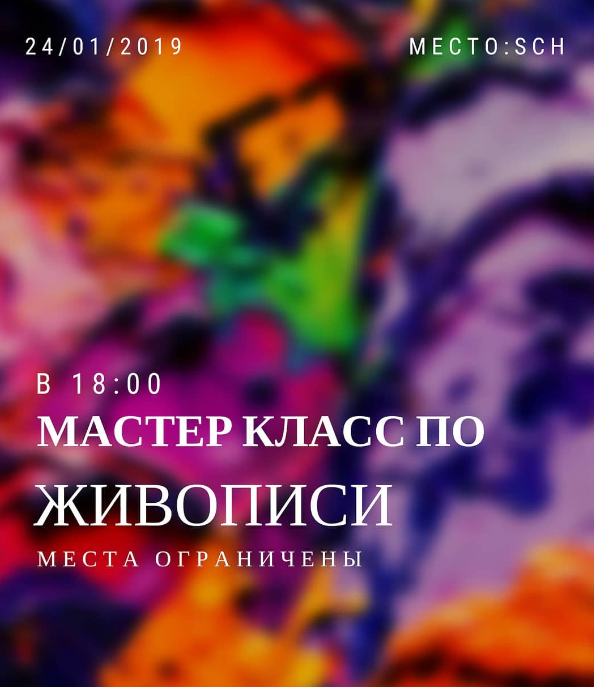 24/01/2019
МЕСТО:SCH
В 18:00
МАСТЕР КЛАСС ПО
ЖИВОПИСИ
МЕСТА ОГРАНИЧЕНЫ